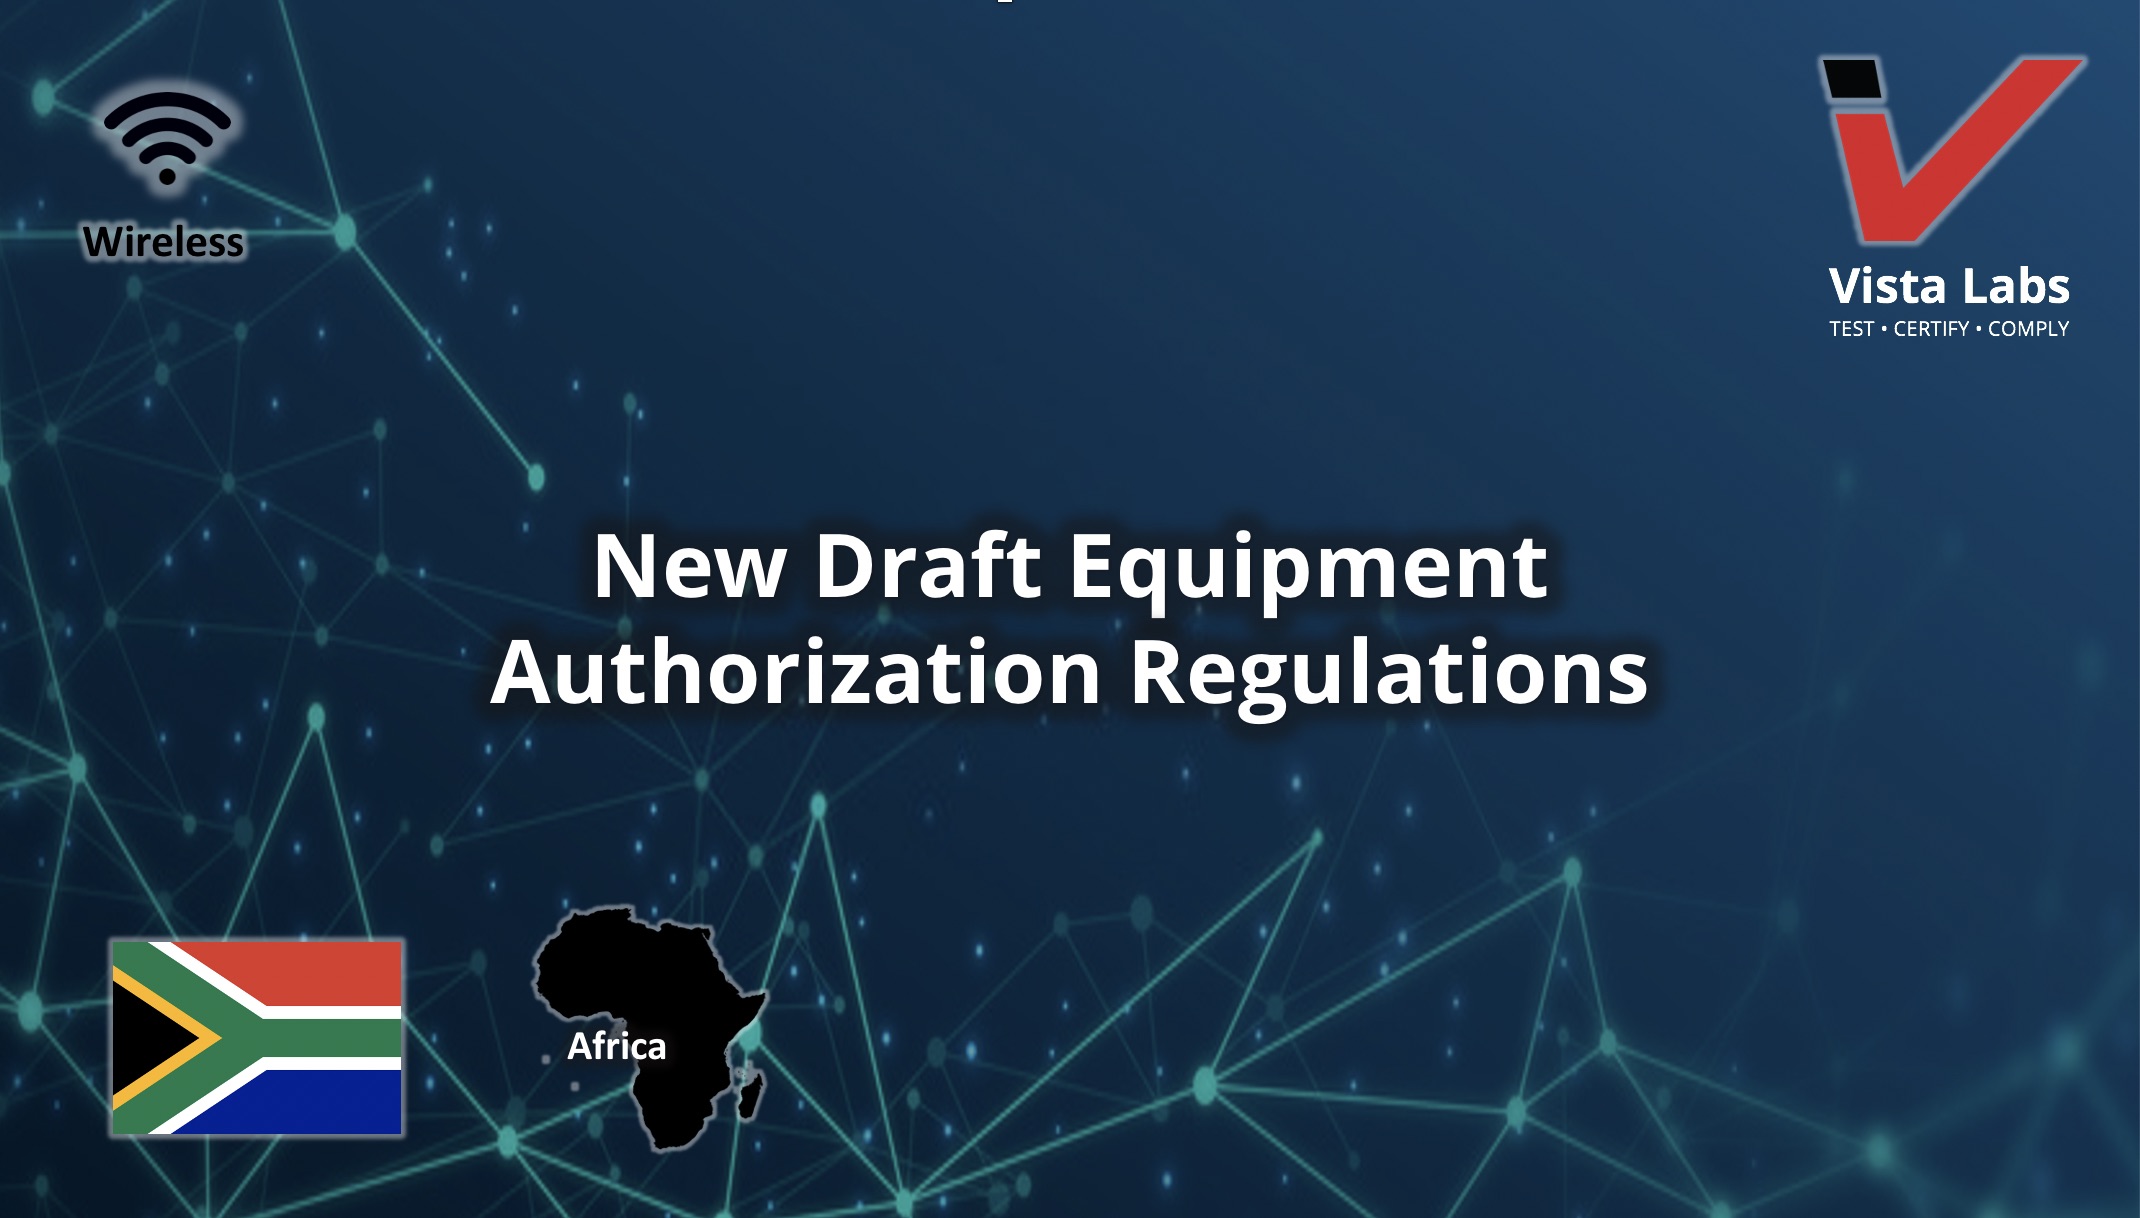 Wireless
Vista Labs
TEST • CERTIFY • COMPLY
New Draft Equipment
Authorization Regulations
Africa